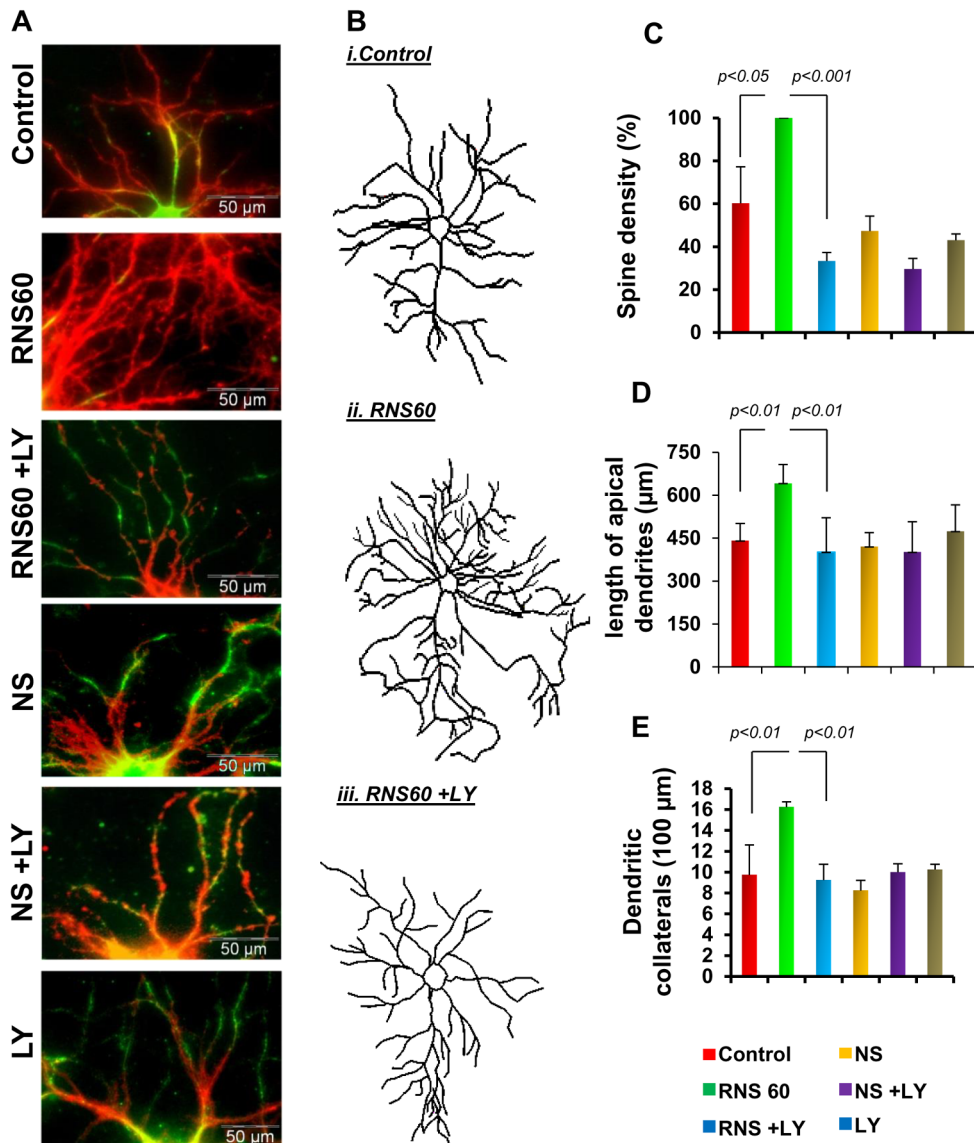 A
Control
50 µm
RNS60
50 µm
RNS60 +LY
50 µm
NS
50 µm
NS +LY
50 µm
LY
50 µm
B
i.Control
ii. RNS60
iii. RNS60 +LY
C
p<0.05
p<0.001
Spine density (%)
100
80
60
40
20
0
D
p<0.01
p<0.01
length of apical
dendrites (µm)
750
600
450
300
150
0
E
p<0.01
p<0.01
Dendritic
collaterals (100 µm)
18
16
14
12
10
8
6
4
2
0
Control
NS
RNS 60
NS +LY
RNS +LY
LY